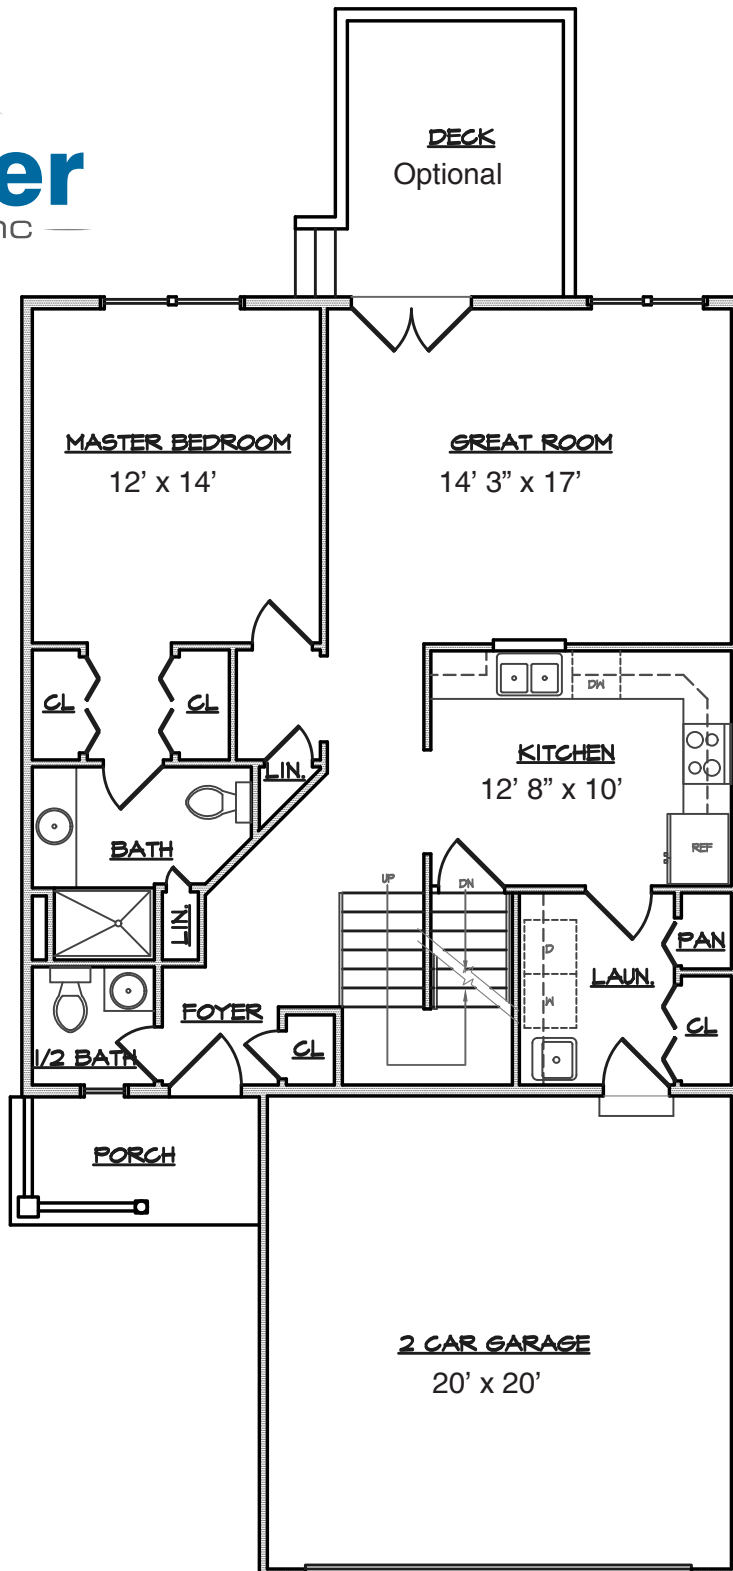 er
nc
DECK
Optional
MASTER BEDROOM
12’ x 14’
GREAT ROOM
14’ 3” x 17’
CL
CL
LIN.
KITCHEN
12’ 8” x 10’
DW
REF
BATH
LIN.
UP
DN
D
W
LAUN.
PAN
CL
FOYER
CL
1/2 BATH
PORCH
2 CAR GARAGE
20’ x 20’